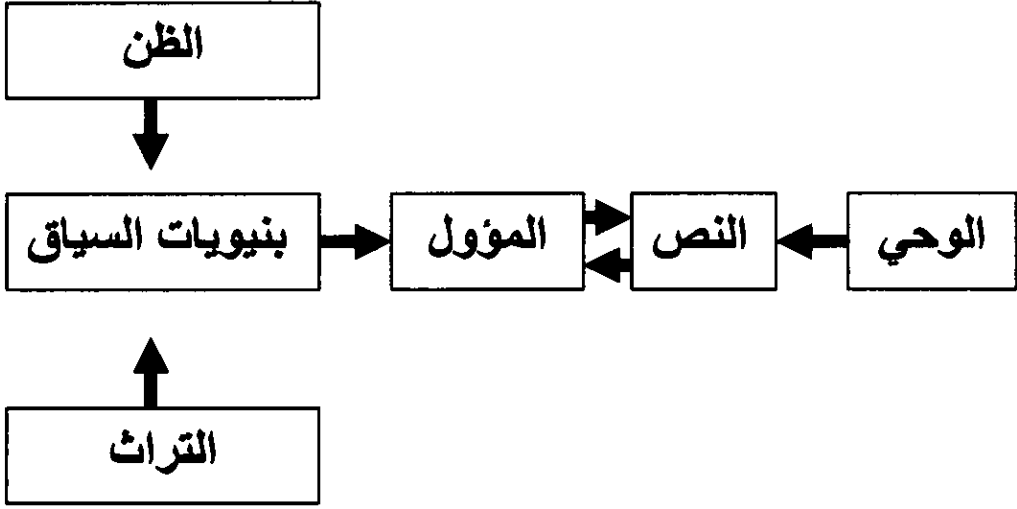 الظن
الوحي
النص
المؤول
بنيويات السياق
التراث